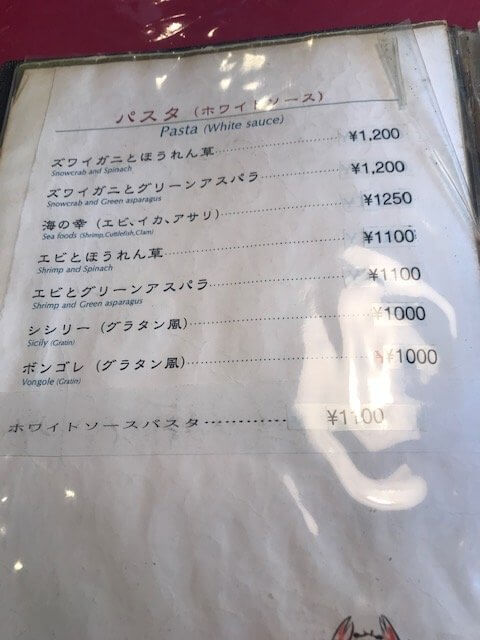 パスタ (ホワイトソース)
Pasta (White sauce)
ズワイガニとほうれん草 ¥1,200
Snowcrab and Spinach
ズワイガニとグリーンアスパラ ¥1,200
Snowcrab and Green asparagus
海の幸 (エビ、イカ、アサリ) ¥1250
Sea foods (Shrimp,Cuttlefish,Clam)
エビとほうれん草 ¥1100
Shrimp and Spinach
エビとグリーンアスパラ ¥1100
Shrimp and Green asparagus
シシリー (グラタン風) ¥1000
Sicily (Gratin)
ボンゴレ (グラタン風) ¥1000
Vongole (Gratin)
ホワイトソースパスタ ¥1100